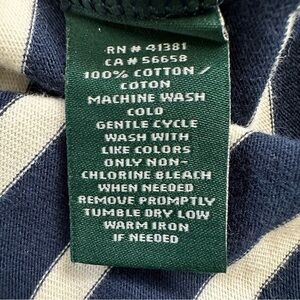 RN # 41381
CA # 56658
100% COTTON /
COTON
MACHINE WASH
COLD
GENTLE CYCLE
WASH WITH
LIKE COLORS
ONLY NON-
CHLORINE BLEACH
WHEN NEEDED
REMOVE PROMPTLY
TUMBLE DRY LOW
WARM IRON
IF NEEDED